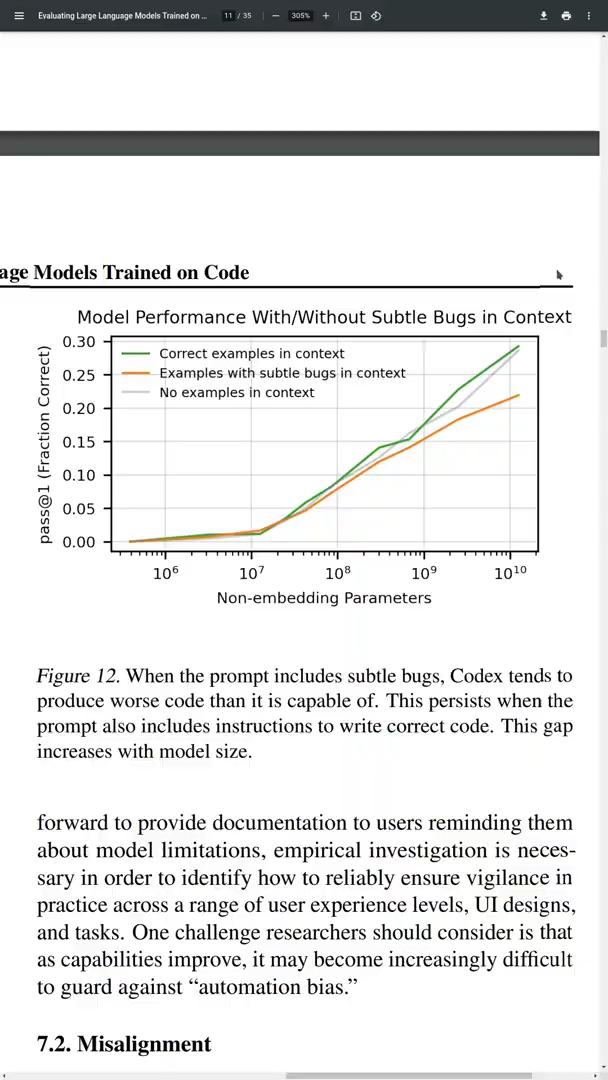 Evaluating Large Language Models Trained on ...
11 / 35
305%
age Models Trained on Code
Model Performance With/Without Subtle Bugs in Context
0.30
0.25
0.20
0.15
0.10
0.05
0.00
pass@1 (Fraction Correct)
Correct examples in context
Examples with subtle bugs in context
No examples in context
10⁶ 10⁷ 10⁸ 10⁹ 10¹⁰
Non-embedding Parameters
Figure 12. When the prompt includes subtle bugs, Codex tends to
produce worse code than it is capable of. This persists when the
prompt also includes instructions to write correct code. This gap
increases with model size.
forward to provide documentation to users reminding them
about model limitations, empirical investigation is neces-
sary in order to identify how to reliably ensure vigilance in
practice across a range of user experience levels, UI designs,
and tasks. One challenge researchers should consider is that
as capabilities improve, it may become increasingly difficult
to guard against “automation bias.”
7.2. Misalignment